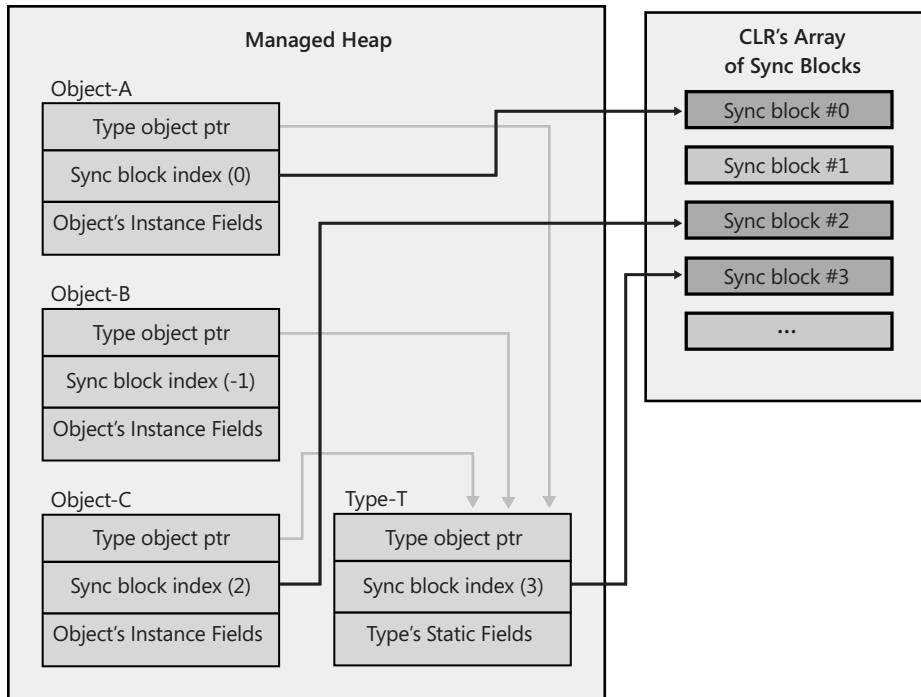 Managed Heap
Object-A
Type object ptr
Sync block index (0)
Object’s Instance Fields
Object-B
Type object ptr
Sync block index (-1)
Object’s Instance Fields
Object-C
Type object ptr
Sync block index (2)
Object’s Instance Fields
Type-T
Type object ptr
Sync block index (3)
Type’s Static Fields
CLR’s Array
of Sync Blocks
Sync block #0
Sync block #1
Sync block #2
Sync block #3
...